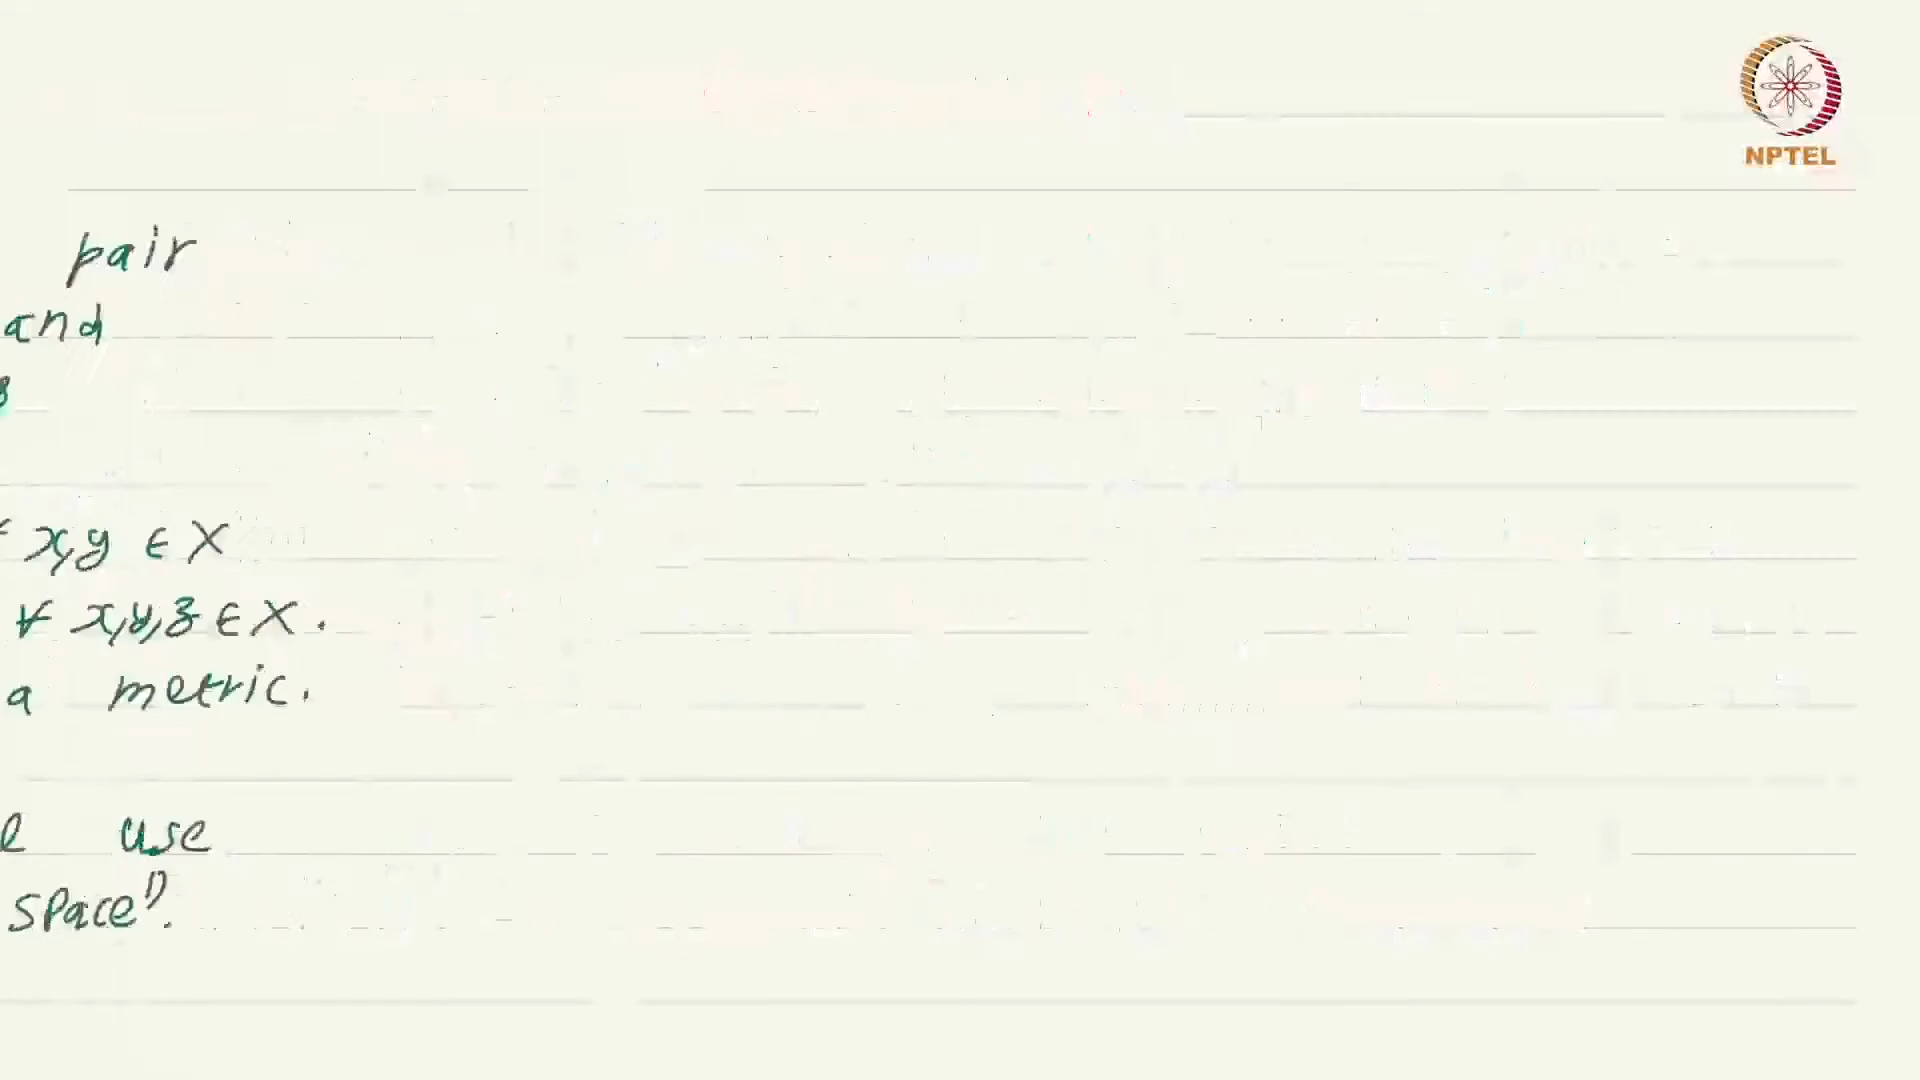 NPTEL
pair
and
x,y ∈ X
∀ x,y,z ∈ X.
a metric.
use
space".